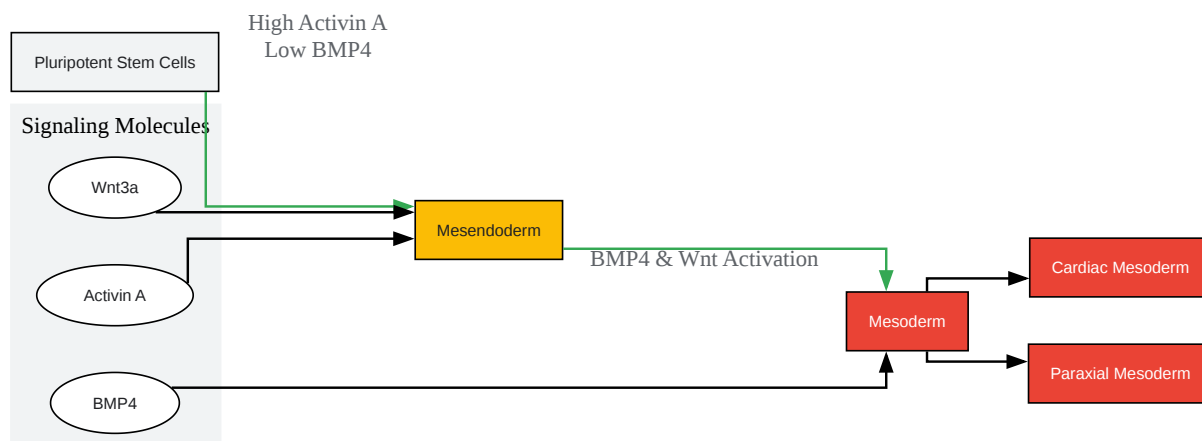 High Activin A
Low BMP4
Pluripotent Stem Cells
Signaling Molecules
Wnt3a
Mesendoderm
BMP4 & Wnt Activation
Cardiac Mesoderm
Activin A
Mesoderm
Paraxial Mesoderm
BMP4